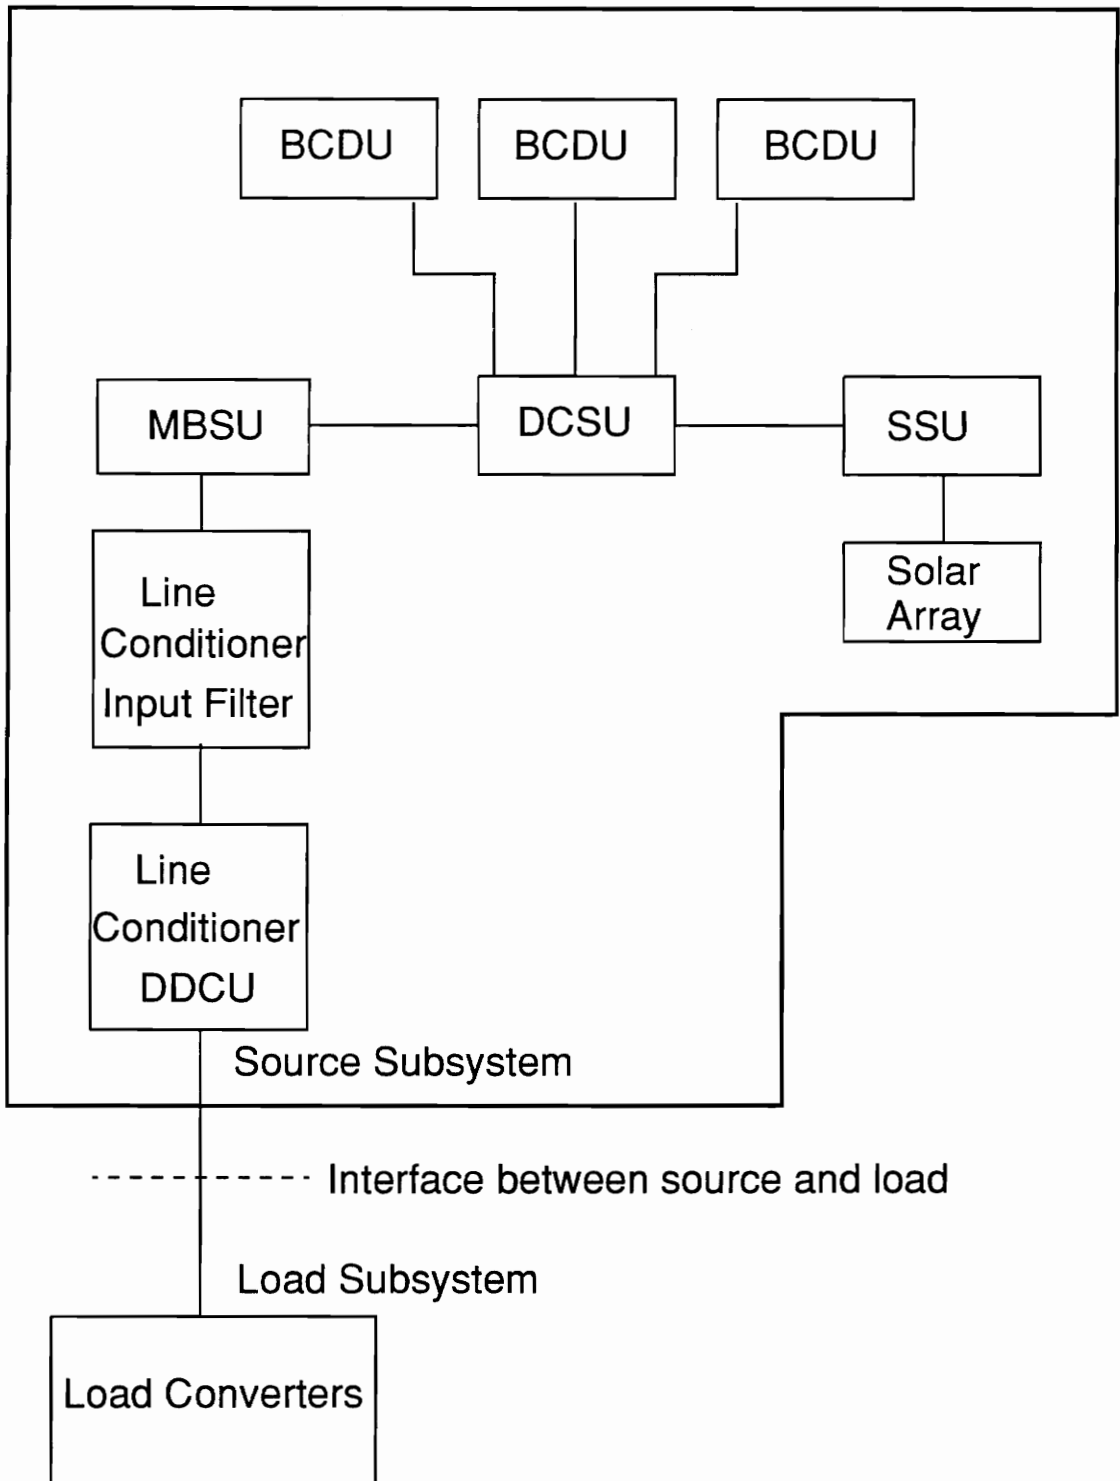 BCDU
BCDU
BCDU
MBSU
DCSU
SSU
Solar
Array
Line
Conditioner
Input Filter
Line
Conditioner
DDCU
Source Subsystem
Interface between source and load
Load Subsystem
Load Converters